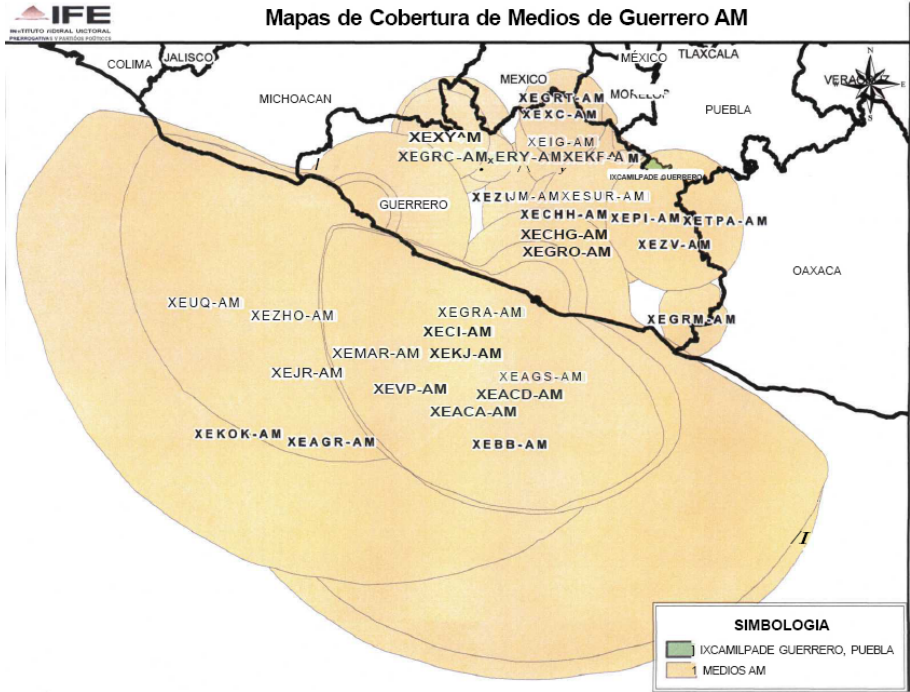 IFE
INSTITUTO FEDERAL ELECTORAL
PRERROGATIVAS Y PARTIDOS POLÍTICOS
Mapas de Cobertura de Medios de Guerrero AM
COLIMA
JALISCO
MICHOACAN
MEXICO
MÉXICO
TLAXCALA
VERACRUZ
N
E
S
MORELOS
PUEBLA
XEGRT-AM
XEXC-AM
XEIG-AM
XEGRC-AM
IXCAMILPADE GUERRERO
GUERRERO
JM-AM
XESUR-AM
XECHH-AM
XEPI-AM
XETPA-AM
XECHG-AM
XEZV-AM
XEGRO-AM
OAXACA
XEUQ-AM
XEZHO-AM
XEGRA-AM
XEGRM-AM
XECI-AM
XEMAR-AM
XEKJ-AM
XEJR-AM
XEAGS-AM
XEVP-AM
XEACD-AM
XEACA-AM
XEKOK-AM
XEAGR-AM
XEBB-AM
SIMBOLOGIA
IXCAMILPADE GUERRERO, PUEBLA
1 MEDIOS AM